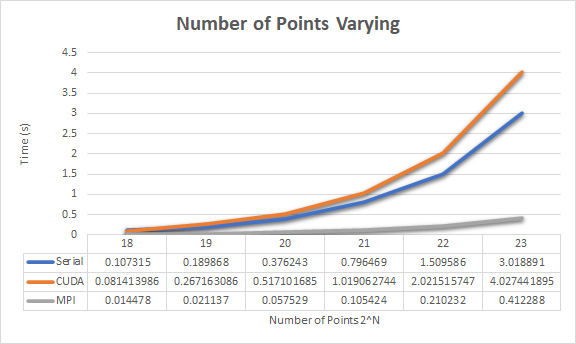 Number of Points Varying
4.5
4
3.5
3
2.5
2
1.5
1
0.5
0
Time (s)
18 19 20 21 22 23
Serial 0.107315 0.189868 0.376243 0.796469 1.509586 3.018891
CUDA 0.081413986 0.267163086 0.517101685 1.019062744 2.021515747 4.027441895
MPI 0.014478 0.021137 0.057529 0.105424 0.210232 0.412288
Number of Points 2^N